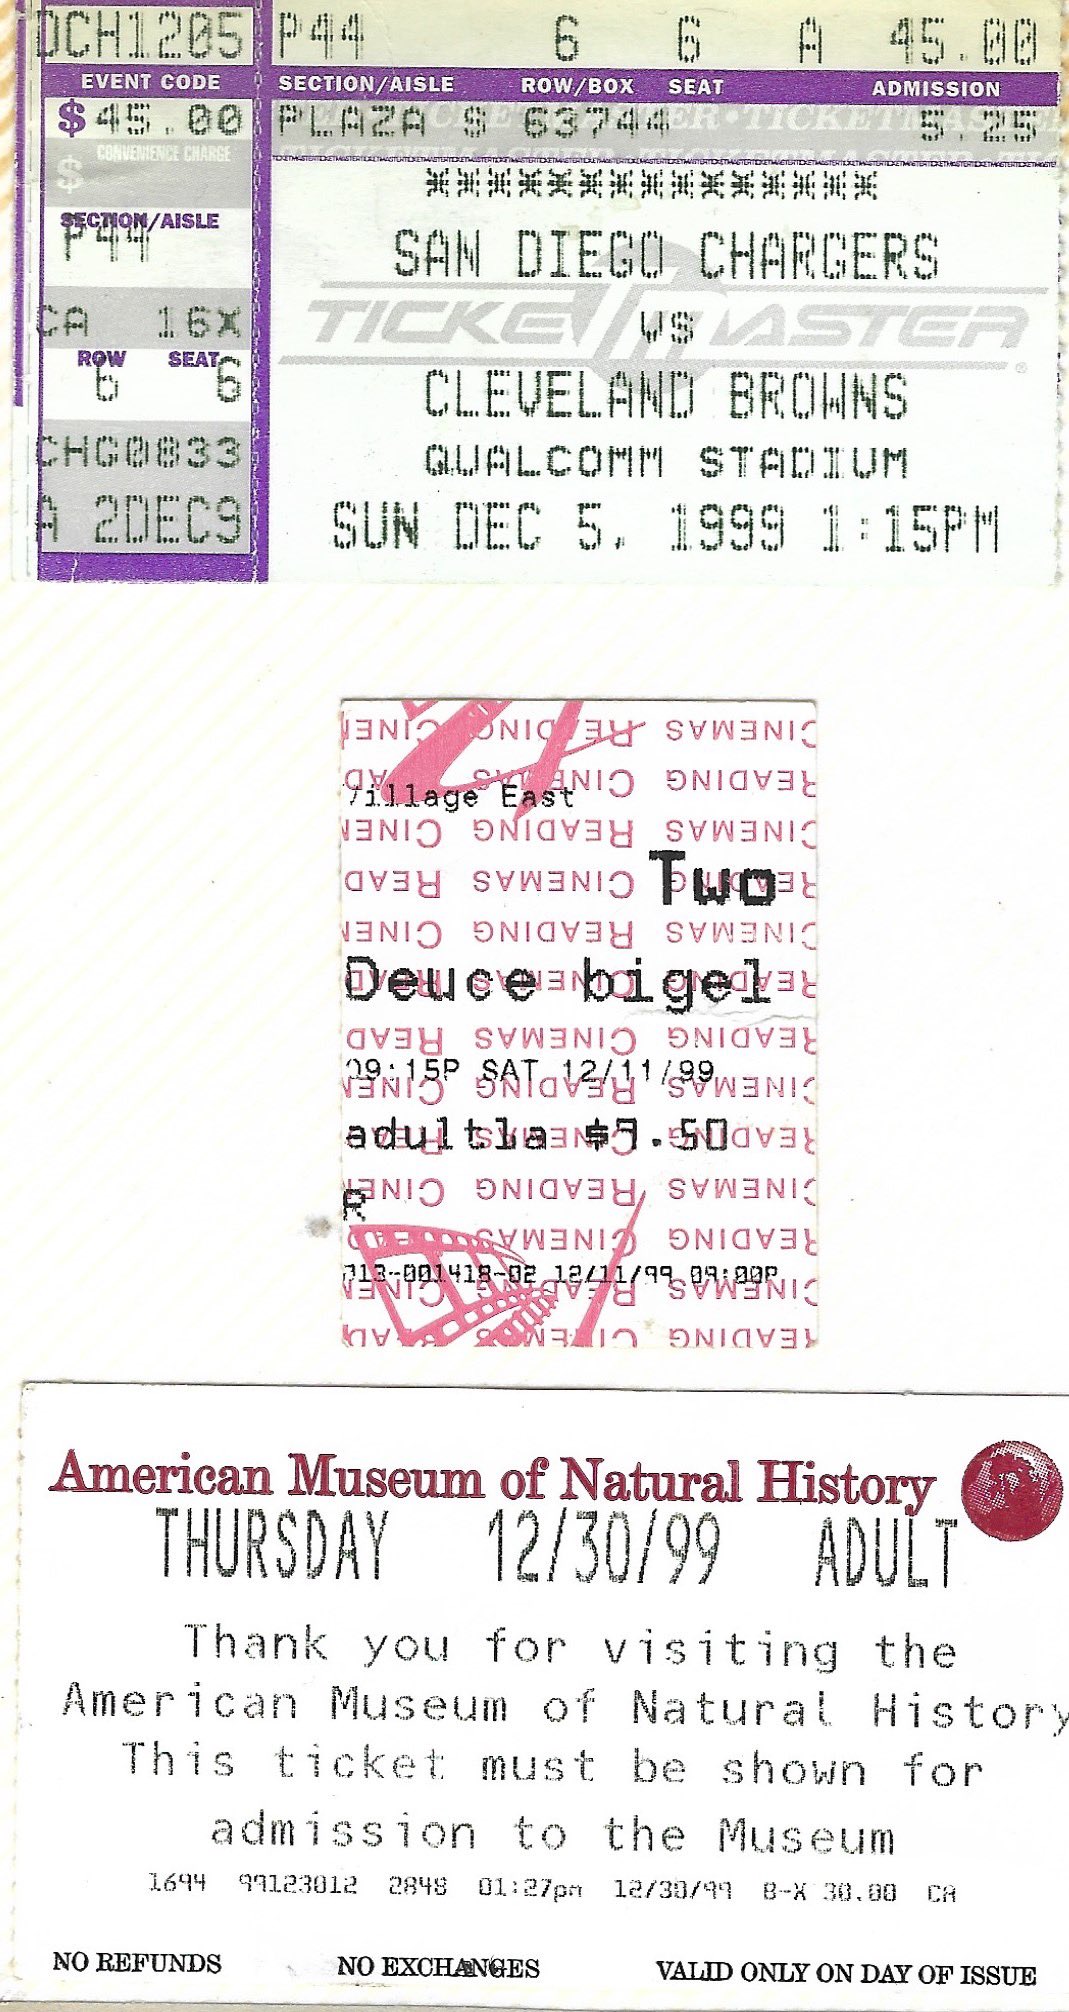 DCH1205 P44 6 6 A 45.00
EVENT CODE SECTION/AISLE ROW/BOX SEAT ADMISSION
$45.00 PLAZA S 63744 5.25
$ CONVENIENCE CHARGE
XXXXXXXXXXXXXXX
SECTION/AISLE
P44
SAN DIEGO CHARGERS
TICKETMASTER
CA 16X VS
ROW SEAT
6 6
CLEVELAND BROWNS
CHG0833 QUALCOMM STADIUM
A 2DEC9 SUN DEC 5, 1999 1:15PM
READING CINEMAS
Village East
Two
Deuce bigel
09:15P SAT 12/11/99
adultla $9.50
R
013-001418-02 12/11/99 09:00P
American Museum of Natural History
THURSDAY 12/30/99 ADULT
Thank you for visiting the
American Museum of Natural History
This ticket must be shown for
admission to the Museum
1694 99123012 2848 01:27pm 12/30/99 B-X 30.00 CA
NO REFUNDS NO EXCHANGES VALID ONLY ON DAY OF ISSUE